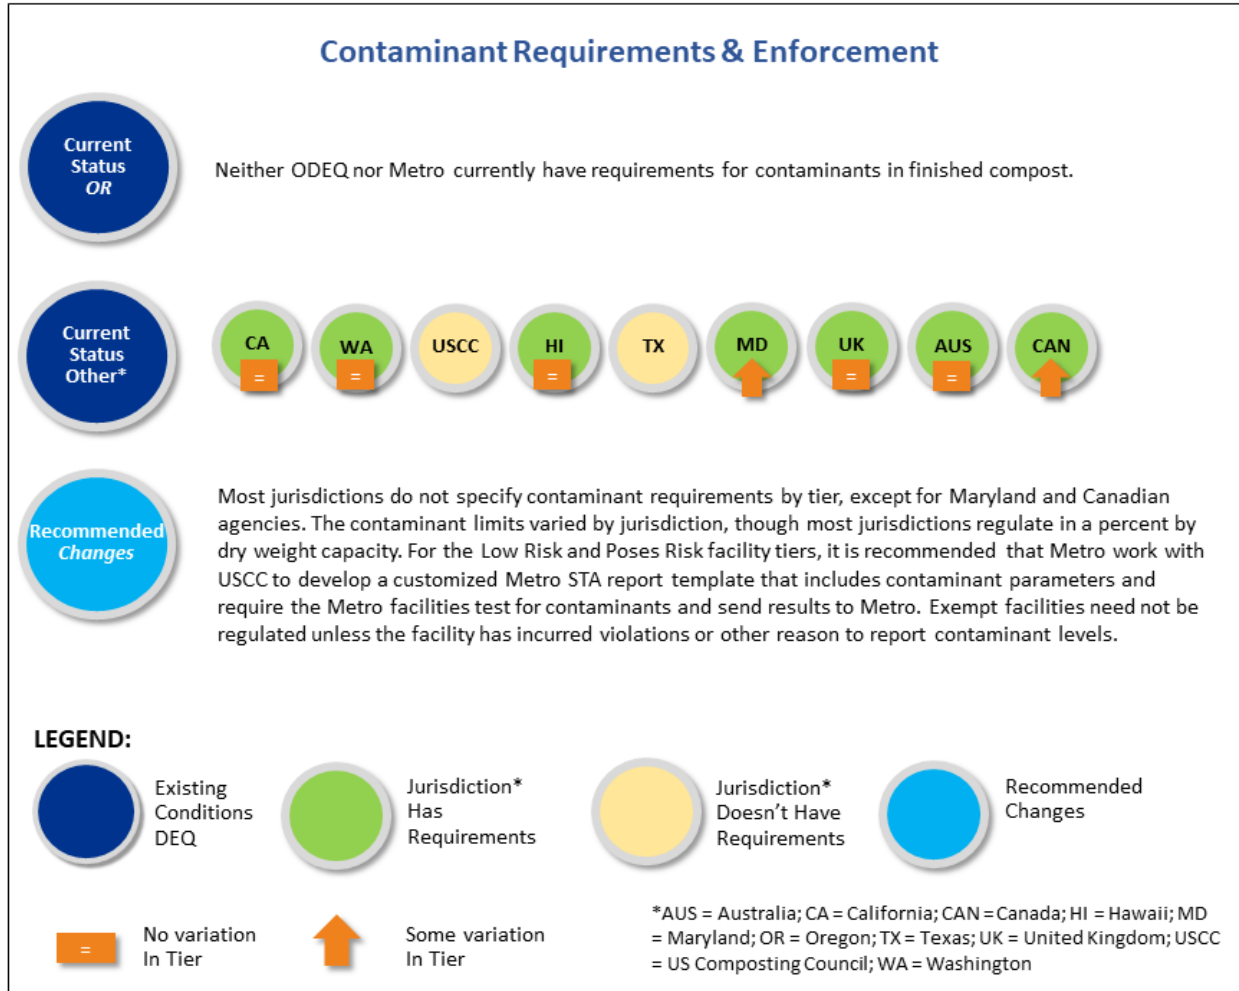 Contaminant Requirements & Enforcement
Current
Status
OR
Neither ODEQ nor Metro currently have requirements for contaminants in finished compost.
Current
Status
Other*
CA
=
WA
=
USCC
HI
=
TX
MD
UK
=
AUS
=
CAN
Recommended
Changes
Most jurisdictions do not specify contaminant requirements by tier, except for Maryland and Canadian
agencies. The contaminant limits varied by jurisdiction, though most jurisdictions regulate in a percent by
dry weight capacity. For the Low Risk and Poses Risk facility tiers, it is recommended that Metro work with
USCC to develop a customized Metro STA report template that includes contaminant parameters and
require the Metro facilities test for contaminants and send results to Metro. Exempt facilities need not be
regulated unless the facility has incurred violations or other reason to report contaminant levels.
LEGEND:
Existing
Conditions
DEQ
Jurisdiction*
Has
Requirements
Jurisdiction*
Doesn't Have
Requirements
Recommended
Changes
=
No variation
In Tier
Some variation
In Tier
*AUS = Australia; CA = California; CAN = Canada; HI = Hawaii; MD
= Maryland; OR = Oregon; TX = Texas; UK = United Kingdom; USCC
= US Composting Council; WA = Washington